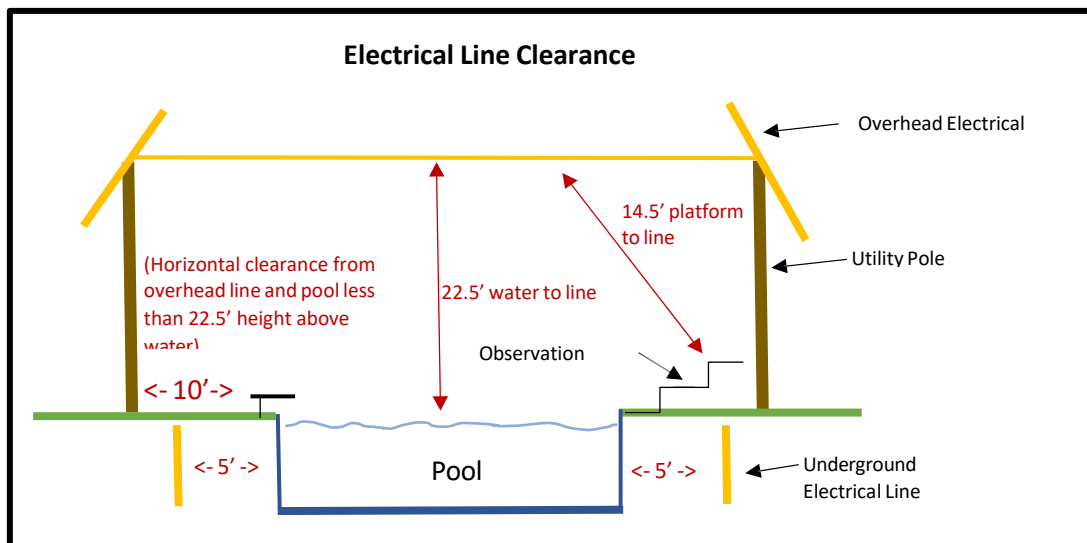 Electrical Line Clearance
Overhead Electrical
14.5’ platform
to line
Utility Pole
(Horizontal clearance from
overhead line and pool less
than 22.5’ height above
water)
22.5’ water to line
Observation
<- 10’->
<- 5’ ->
Pool
<- 5’ ->
Underground
Electrical Line